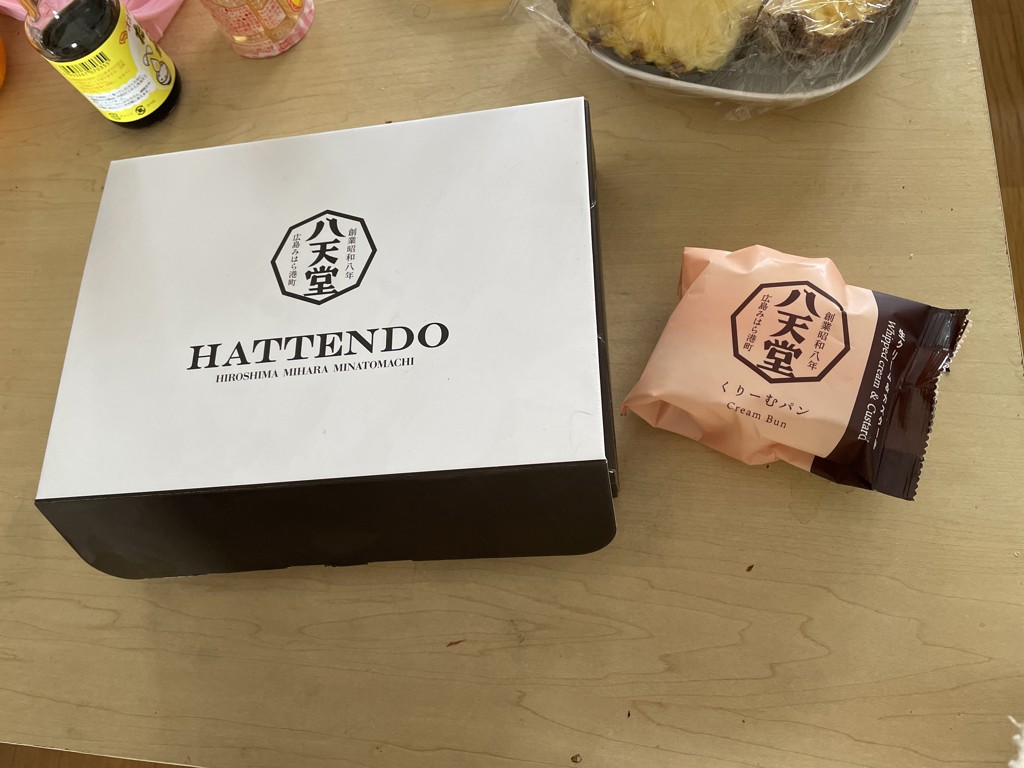 八天堂
創業昭和八年
広島みはら港町
HATTENDO
HIROSHIMA MIHARA MINATOMACHI
八天堂
創業昭和八年
広島みはら港町
くりーむパン
Cream Bun
Whipped cream & Custard